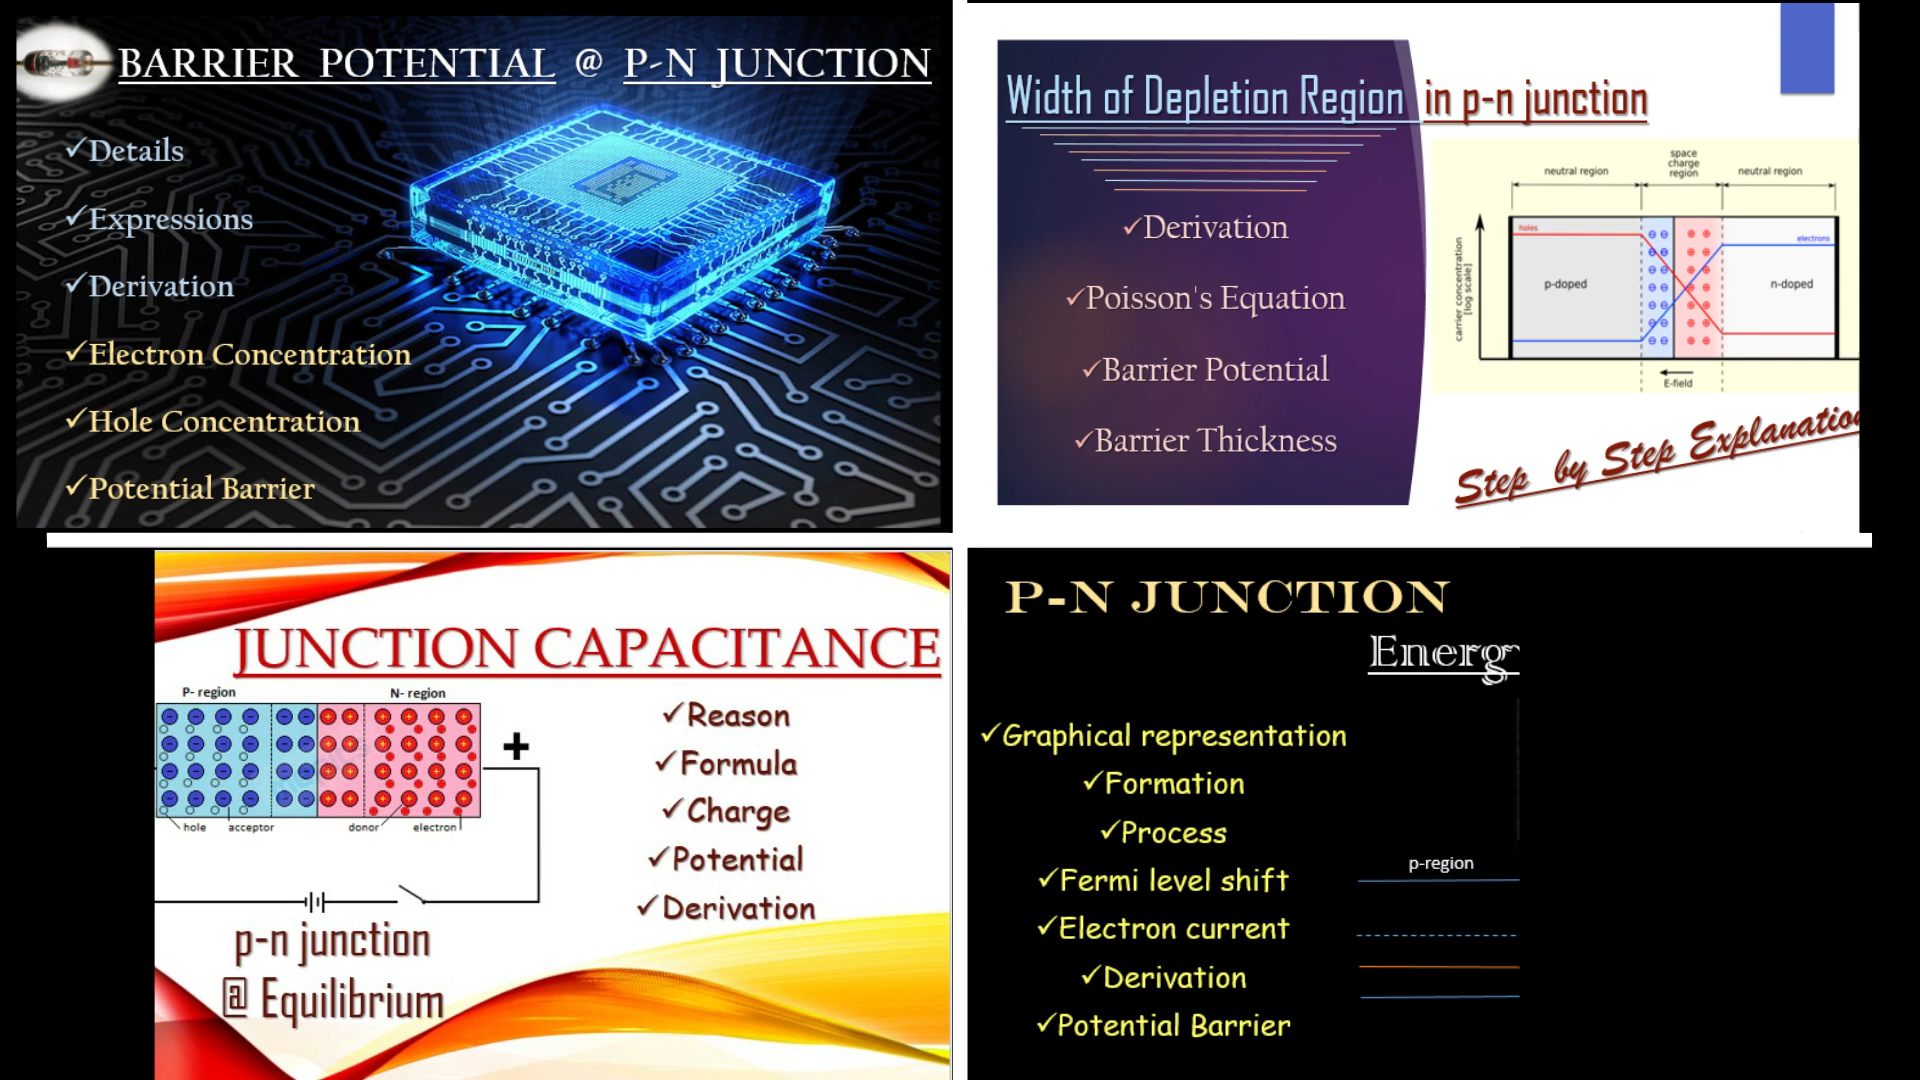 BARRIER POTENTIAL @ P-N JUNCTION
✓Details
✓Expressions
✓Derivation
✓Electron Concentration
✓Hole Concentration
✓Potential Barrier
Width of Depletion Region in p-n junction
✓Derivation
✓Poisson's Equation
✓Barrier Potential
✓Barrier Thickness
neutral region
space
charge
region
neutral region
carrier concentration
[log scale]
holes
electrons
p-doped
n-doped
E-field
Step by Step Explanation
JUNCTION CAPACITANCE
P- region
N- region
+
hole
acceptor
donor
electron
✓Reason
✓Formula
✓Charge
✓Potential
✓Derivation
p-n junction
@ Equilibrium
P-N JUNCTION
Energ
✓Graphical representation
✓Formation
✓Process
✓Fermi level shift
✓Electron current
✓Derivation
✓Potential Barrier
p-region